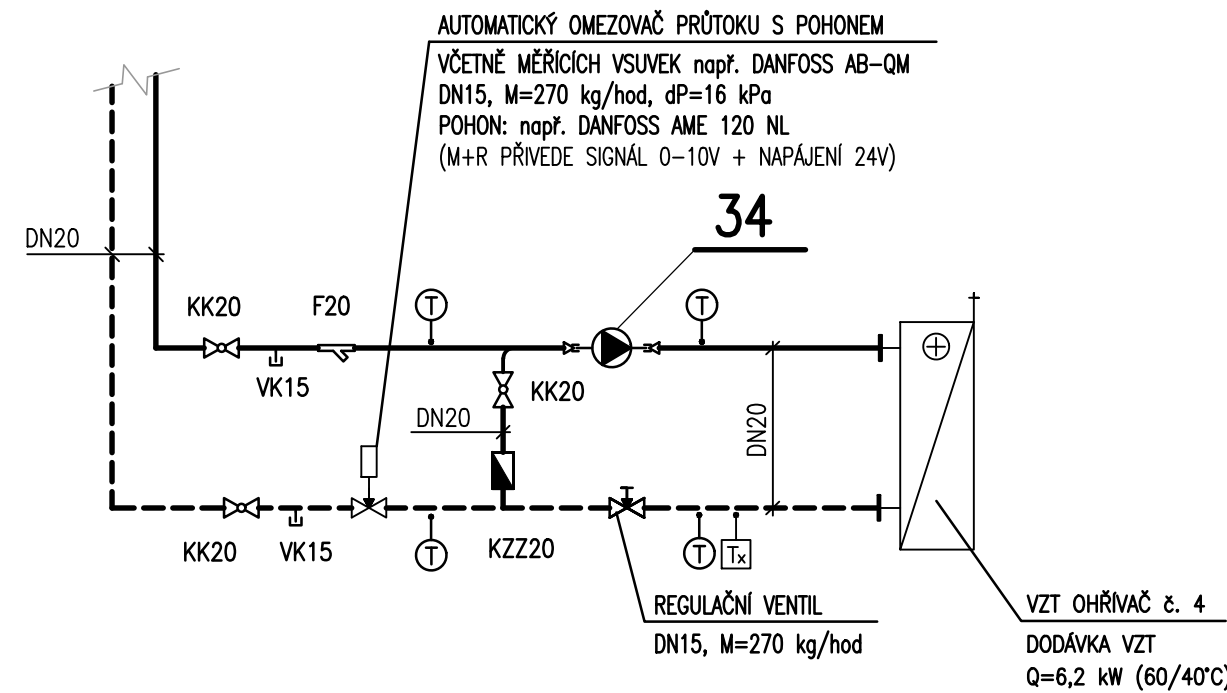 AUTOMATICKÝ OMEZOVAČ PRŮTOKU S POHONEM
VČETNĚ MĚŘÍCÍCH VSUVEK např. DANFOSS AB-QM
DN15, M=270 kg/hod, dP=16 kPa
POHON: např. DANFOSS AME 120 NL
(M+R PŘIVEDE SIGNÁL 0-10V + NAPÁJENÍ 24V)
34
DN20
KK20
F20
T
T
VK15
KK20
DN20
DN20
KK20
VK15
T
KZZ20
T
Tx
REGULAČNÍ VENTIL
DN15, M=270 kg/hod
VZT OHŘÍVAČ č. 4
DODÁVKA VZT
Q=6,2 kW (60/40°C)